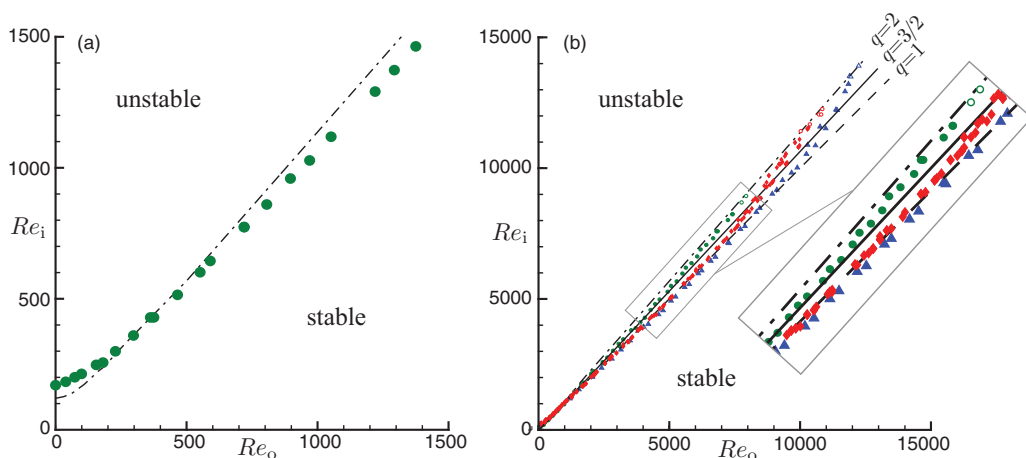 (a)
unstable
stable
Re_i
Re_o
0
500
1000
1500
0
500
1000
1500
(b)
unstable
stable
q=2
q=3/2
q=1
Re_i
Re_o
0
5000
10000
15000
0
5000
10000
15000